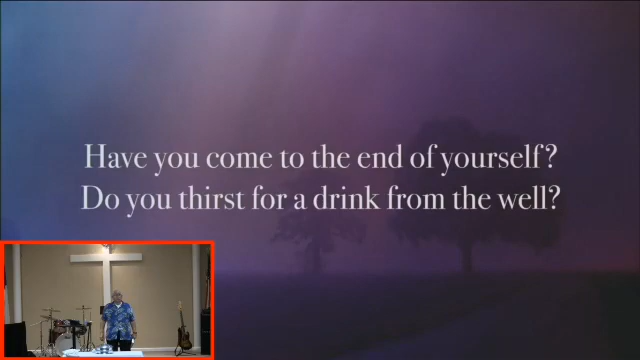 Have you come to the end of yourself?
Do you thirst for a drink from the well?